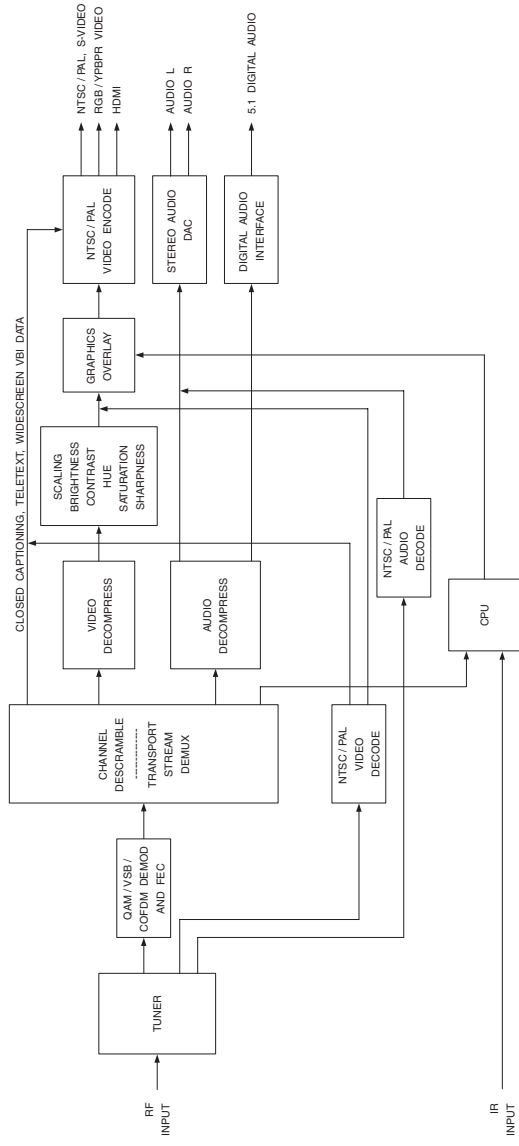 RF
INPUT
IR
INPUT
TUNER
QAM / VSB /
COFDM DEMOD
AND FEC
CHANNEL
DESCRAMBLE
------------
TRANSPORT
STREAM
DEMUX
NTSC / PAL
VIDEO
DECODE
CLOSED CAPTIONING, TELETEXT, WIDESCREEN VBI DATA
VIDEO
DECOMPRESS
AUDIO
DECOMPRESS
NTSC / PAL
AUDIO
DECODE
CPU
SCALING
BRIGHTNESS
CONTRAST
HUE
SATURATION
SHARPNESS
GRAPHICS
OVERLAY
NTSC / PAL
VIDEO ENCODE
STEREO AUDIO
DAC
DIGITAL AUDIO
INTERFACE
NTSC / PAL, S-VIDEO
RGB / YPBPR VIDEO
HDMI
AUDIO L
AUDIO R
5.1 DIGITAL AUDIO